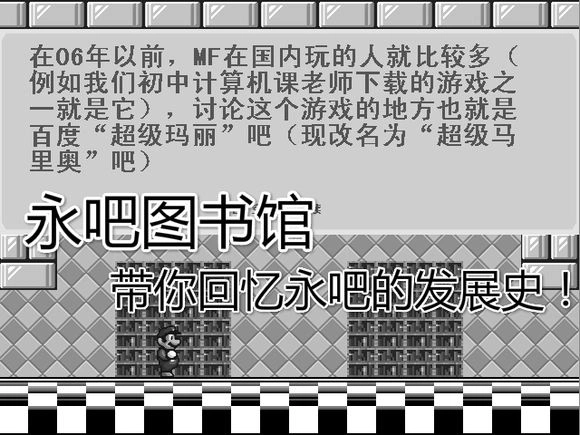 在06年以前，MF在国内玩的人就比较多（
例如我们初中计算机课老师下载的游戏之
一就是它），讨论这个游戏的地方也就是
百度“超级玛丽”吧（现改名为“超级马
里奥”吧）
永吧图书馆
带你回忆永吧的发展史！